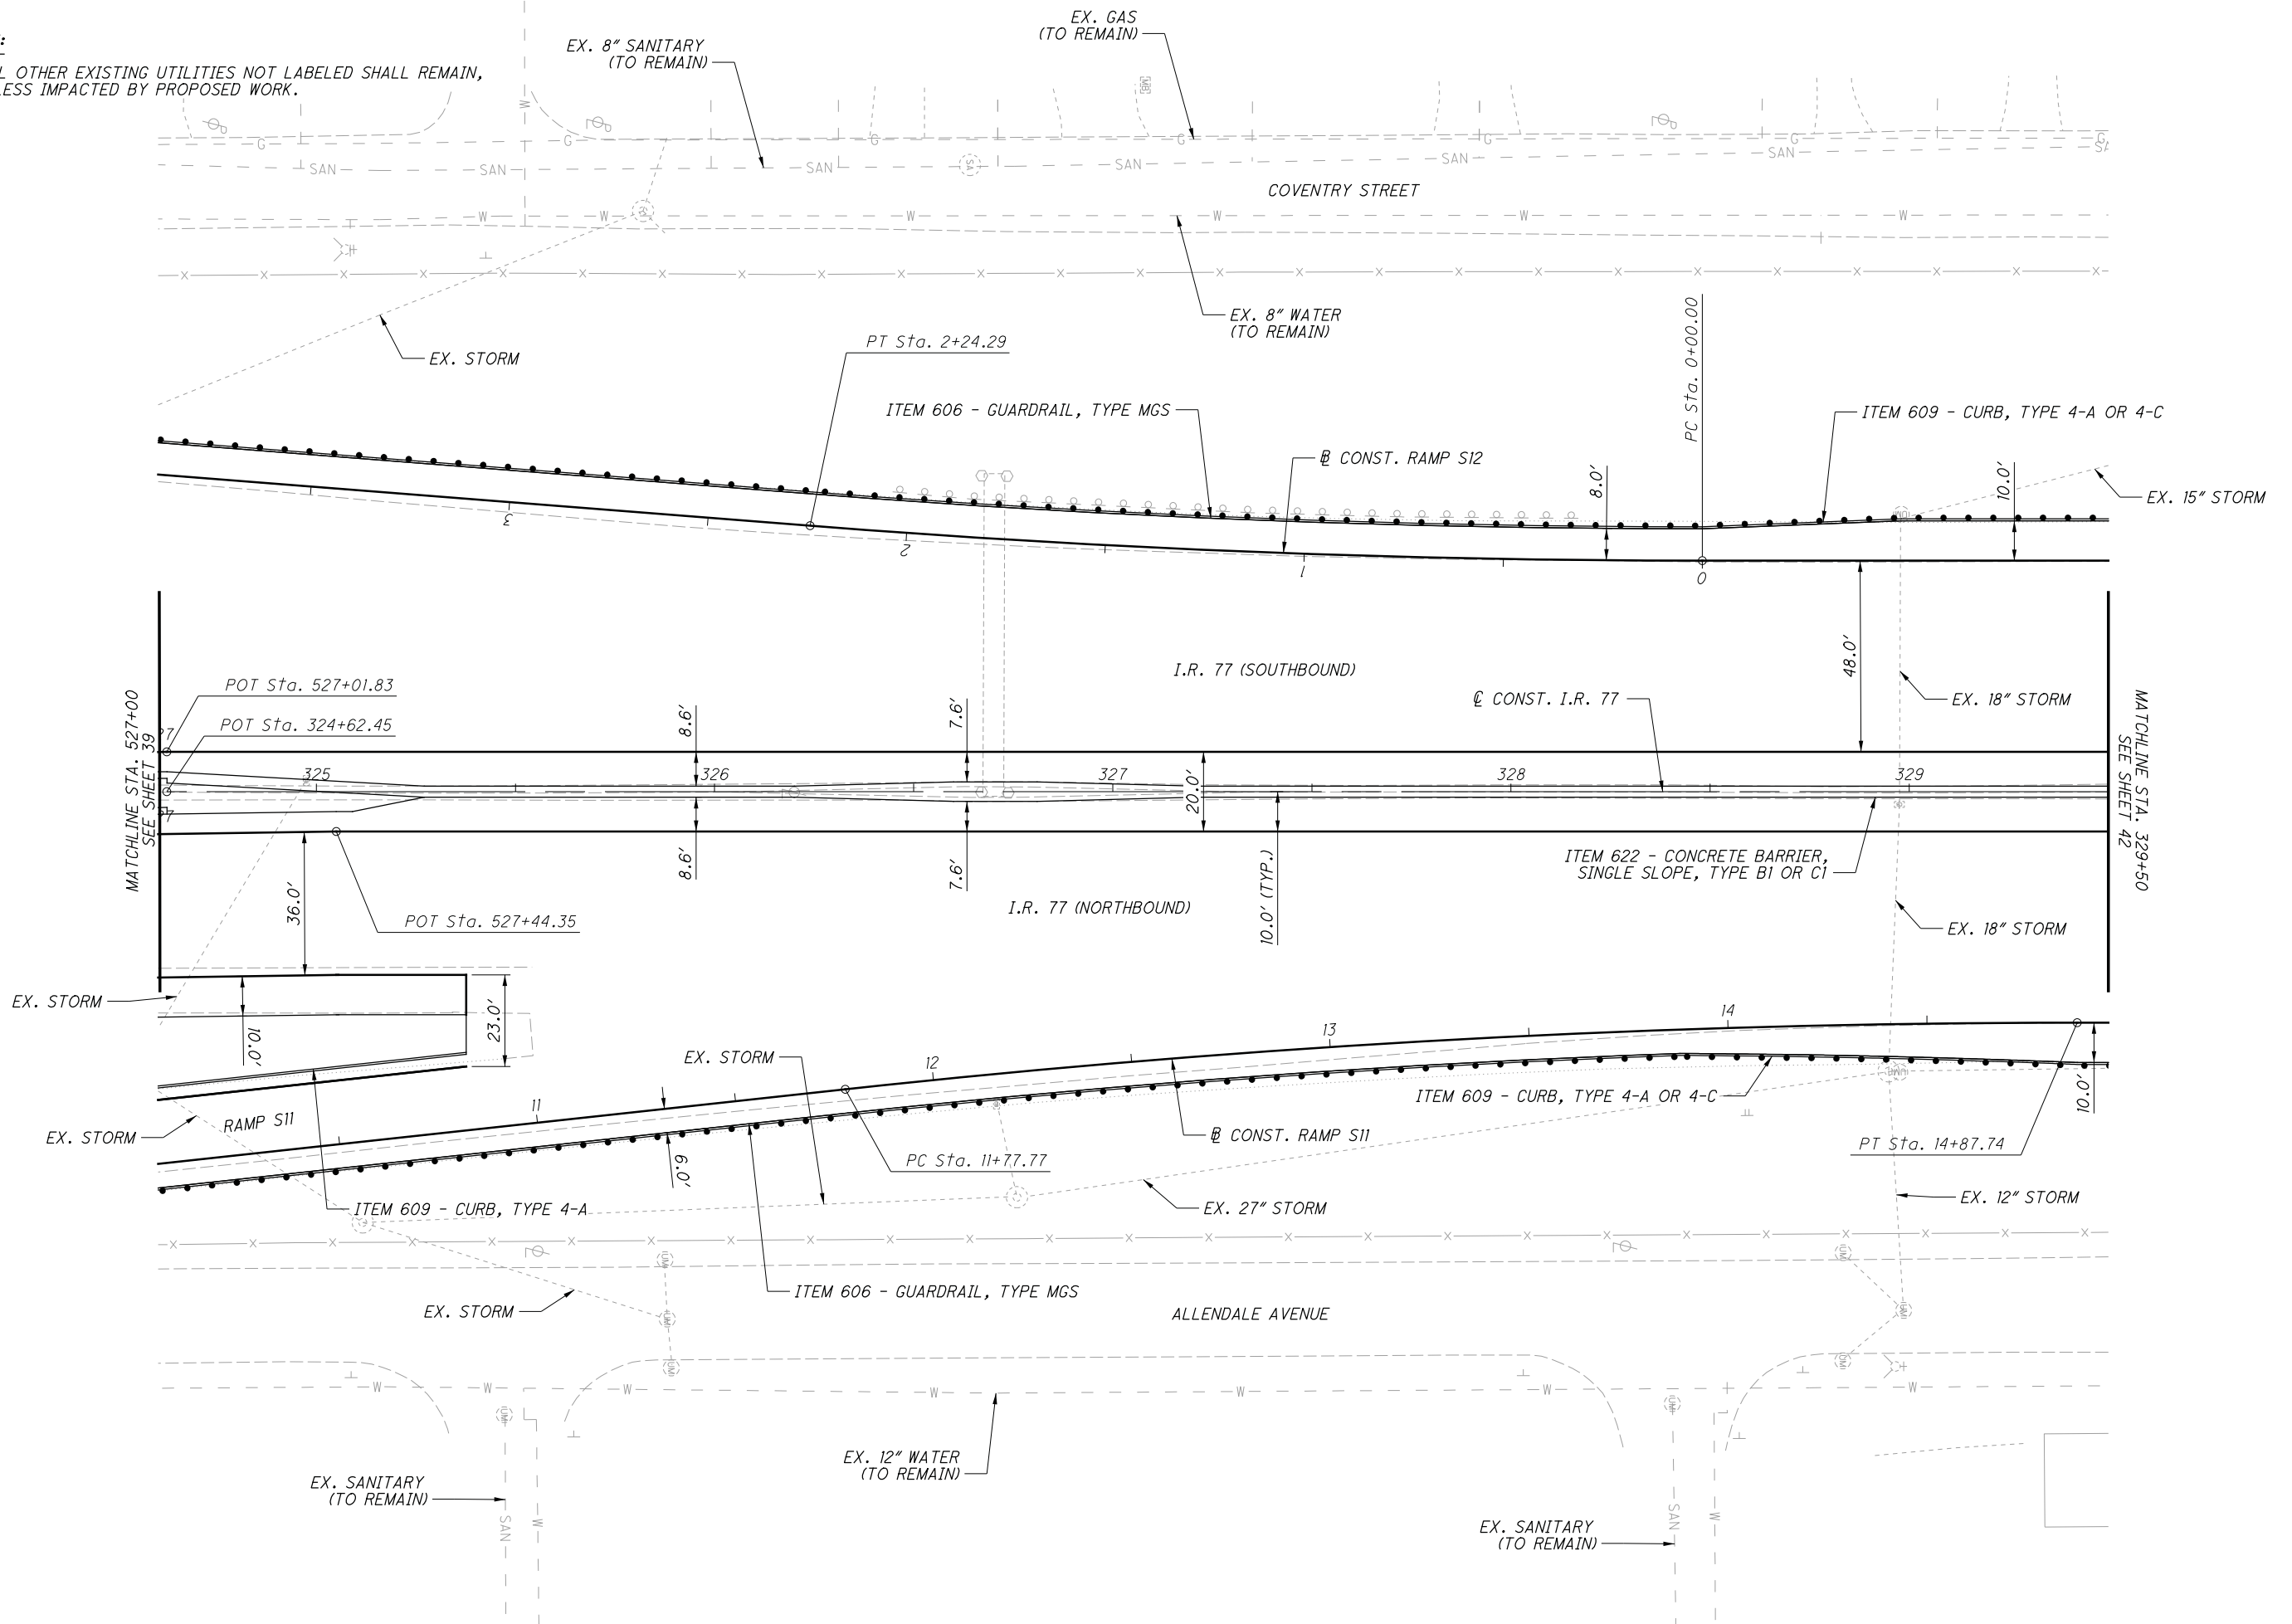 EX. GAS
(TO REMAIN)
EX. 8" SANITARY
(TO REMAIN)
L OTHER EXISTING UTILITIES NOT LABELED SHALL REMAIN,
LESS IMPACTED BY PROPOSED WORK.
W
G G G G G G
SAN SAN SAN SAN SAN SAN
SA
COVENTRY STREET
W W W W W W
X X X X X X X X X X X X X X X X X X X X X X X X X
EX. 8" WATER
(TO REMAIN)
EX. STORM
PT Sta. 2+24.29
PC Sta. 0+00.00
ITEM 606 - GUARDRAIL, TYPE MGS
ITEM 609 - CURB, TYPE 4-A OR 4-C
℄ CONST. RAMP S12
8.0'
10.0'
EX. 15" STORM
3
2
1
0
48.0'
I.R. 77 (SOUTHBOUND)
POT Sta. 527+01.83
POT Sta. 324+62.45
EX. 18" STORM
℄ CONST. I.R. 77
MATCHLINE STA. 527+00
SEE SHEET 39
MATCHLINE STA. 329+50
SEE SHEET 42
8.6'
7.6'
325
326
327
328
329
20.0'
8.6'
7.6'
10.0' (TYP.)
ITEM 622 - CONCRETE BARRIER,
SINGLE SLOPE, TYPE B1 OR C1
36.0'
POT Sta. 527+44.35
I.R. 77 (NORTHBOUND)
EX. 18" STORM
EX. STORM
10.0'
23.0'
EX. STORM
11
12
13
14
ITEM 609 - CURB, TYPE 4-A OR 4-C
10.0'
EX. STORM
RAMP S11
℄ CONST. RAMP S11
PT Sta. 14+87.74
PC Sta. 11+77.77
6.0'
ITEM 609 - CURB, TYPE 4-A
EX. 27" STORM
EX. 12" STORM
X X X X X X X X X X X X X X X X X X X X X X X X X
ITEM 606 - GUARDRAIL, TYPE MGS
EX. STORM
ALLENDALE AVENUE
W W W W W W W
EX. 12" WATER
(TO REMAIN)
EX. SANITARY
(TO REMAIN)
SAN
W
EX. SANITARY
(TO REMAIN)
SAN
W